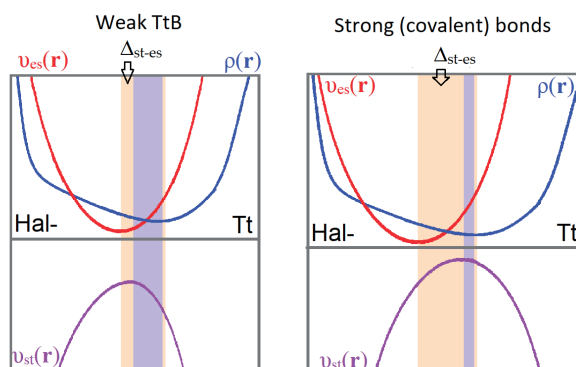 Weak TtB
Δst-es
υes(r)
ρ(r)
Hal-
Tt
υst(r)
Strong (covalent) bonds
Δst-es
υes(r)
ρ(r)
Hal-
Tt
υst(r)